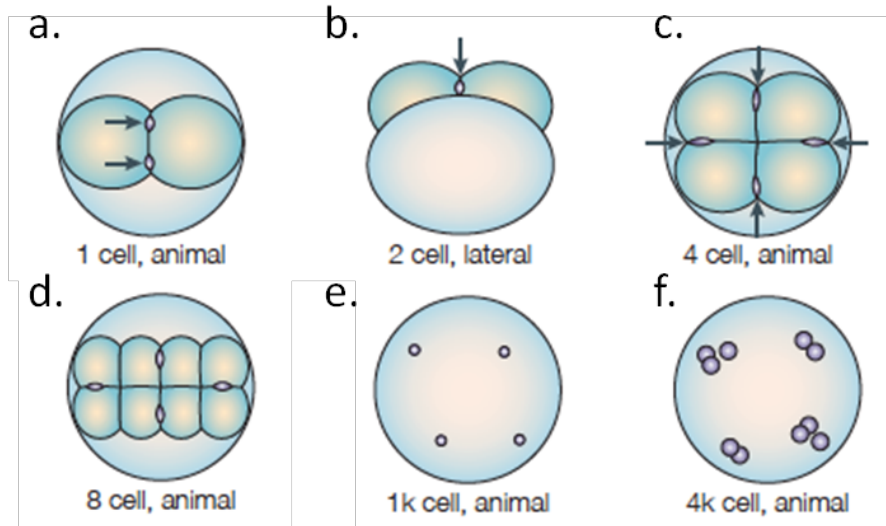 a.
b.
c.
1 cell, animal
2 cell, lateral
4 cell, animal
d.
e.
f.
8 cell, animal
1k cell, animal
4k cell, animal